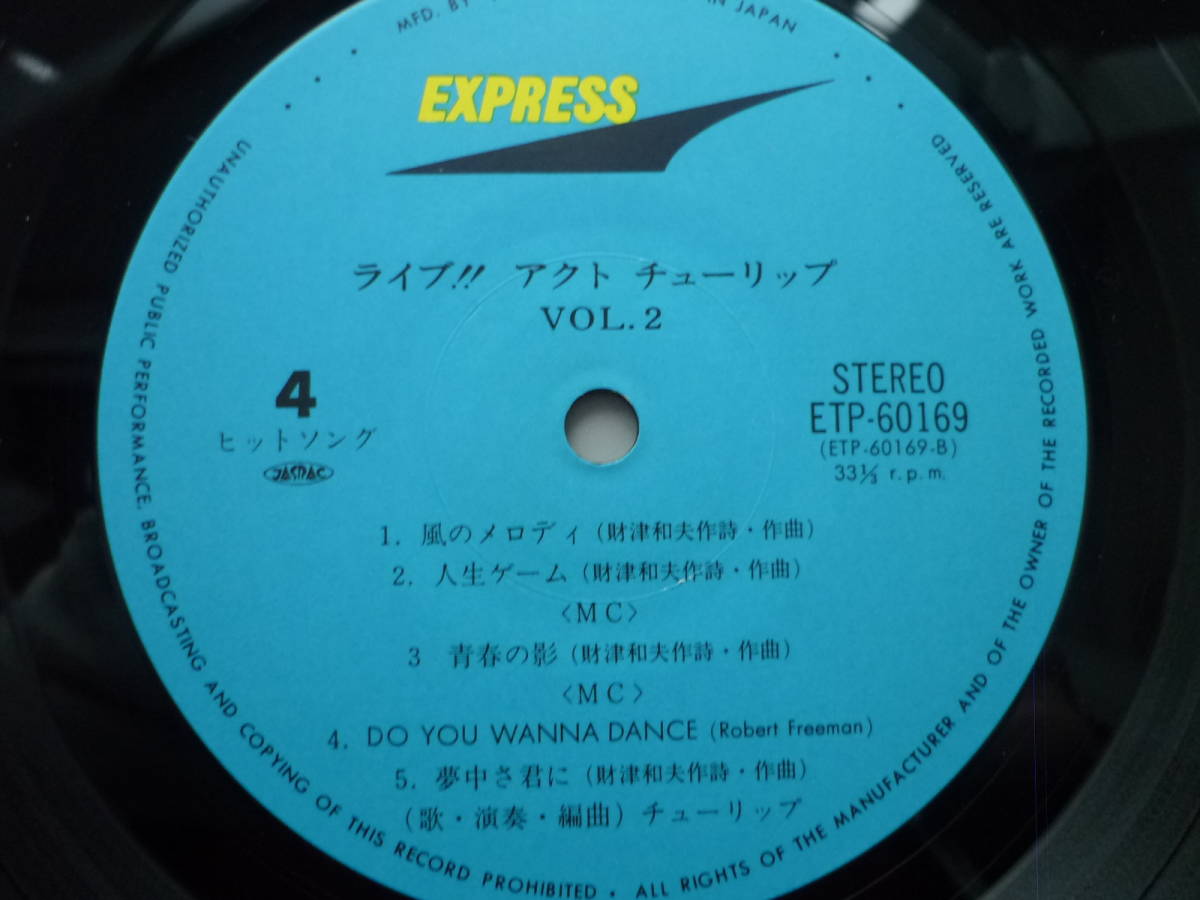 MFD. BY
IN JAPAN
EXPRESS
ライブ!! アクト チューリップ
VOL.2
4
ヒットソング
JASRAC
STEREO
ETP-60169
(ETP-60169-B)
33⅓ r.p.m.
1. 風のメロディ (財津和夫作詩・作曲)
2. 人生ゲーム (財津和夫作詩・作曲)
〈MC〉
3 青春の影 (財津和夫作詩・作曲)
〈MC〉
4. DO YOU WANNA DANCE (Robert Freeman)
5. 夢中さ君に (財津和夫作詩・作曲)
(歌・演奏・編曲) チューリップ
UNAUTHORIZED PUBLIC PERFORMANCE, BROADCASTING AND COPYING OF THIS RECORD PROHIBITED • ALL RIGHTS OF THE MANUFACTURER AND OF THE OWNER OF THE RECORDED WORK ARE RESERVED